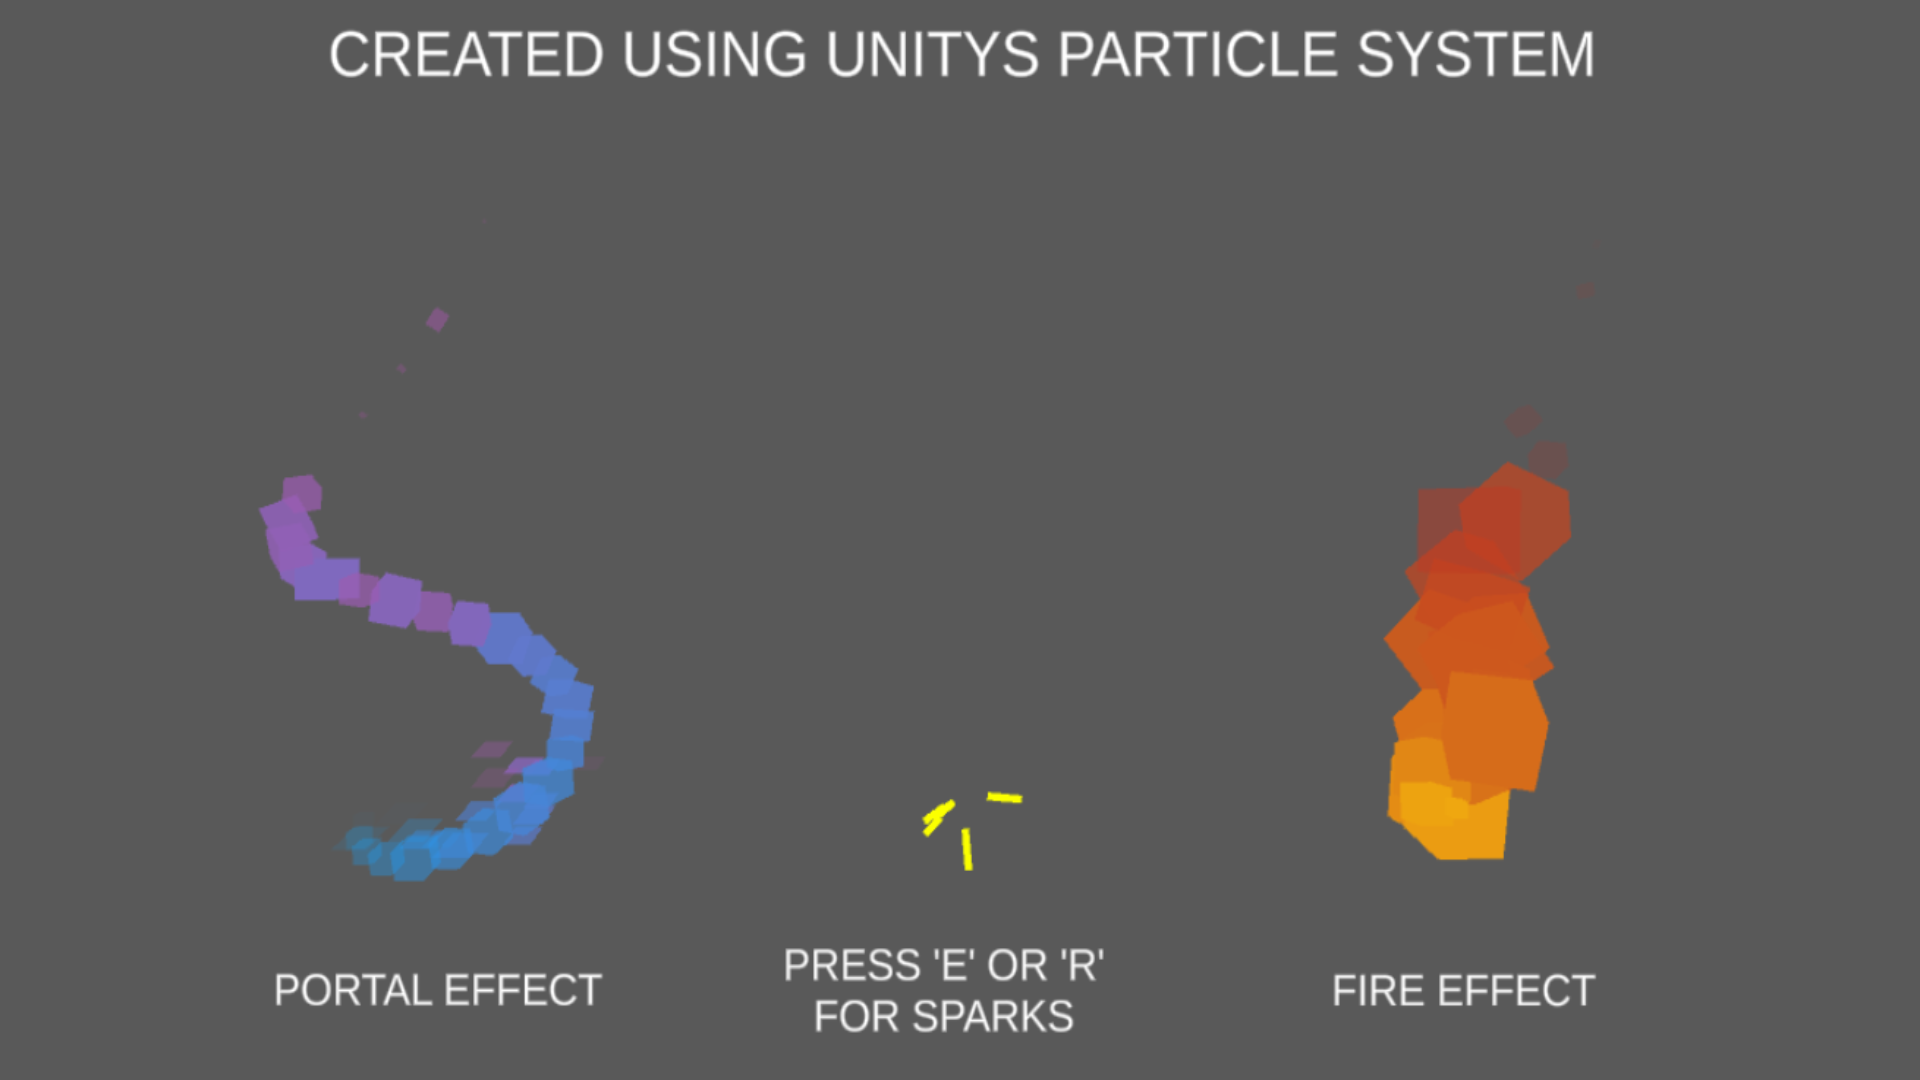 CREATED USING UNITYS PARTICLE SYSTEM
PORTAL EFFECT
PRESS 'E' OR 'R'
FOR SPARKS
FIRE EFFECT